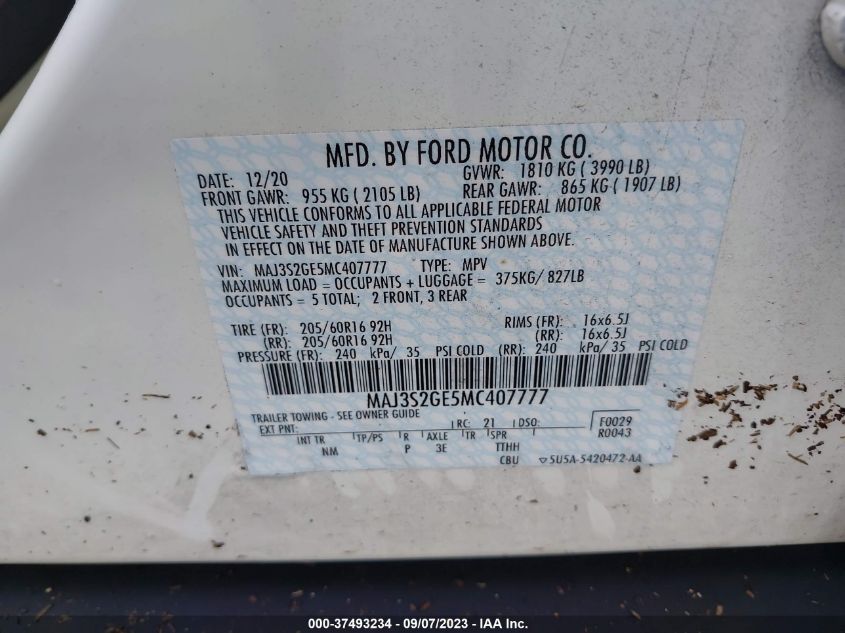 MFD. BY FORD MOTOR CO.
DATE: 12/20 GVWR: 1810 KG ( 3990 LB)
FRONT GAWR: 955 KG ( 2105 LB) REAR GAWR: 865 KG ( 1907 LB)
THIS VEHICLE CONFORMS TO ALL APPLICABLE FEDERAL MOTOR
VEHICLE SAFETY AND THEFT PREVENTION STANDARDS
IN EFFECT ON THE DATE OF MANUFACTURE SHOWN ABOVE.
VIN: MAJ3S2GE5MC407777 TYPE: MPV
MAXIMUM LOAD = OCCUPANTS + LUGGAGE = 375KG/ 827LB
OCCUPANTS = 5 TOTAL; 2 FRONT, 3 REAR
TIRE (FR): 205/60R16 92H RIMS (FR): 16x6.5J
(RR): 205/60R16 92H (RR): 16x6.5J
PRESSURE (FR): 240 kPa/ 35 PSI COLD (RR): 240 kPa/ 35 PSI COLD
MAJ3S2GE5MC407777
TRAILER TOWING - SEE OWNER GUIDE
EXT PNT: RC: 21 DSO: F0029
R0043
INT TR TP/PS R AXLE TR SPR
NM P 3E TTHH
CBU 5U5A-5420472-AA
000-37493234 - 09/07/2023 - IAA Inc.